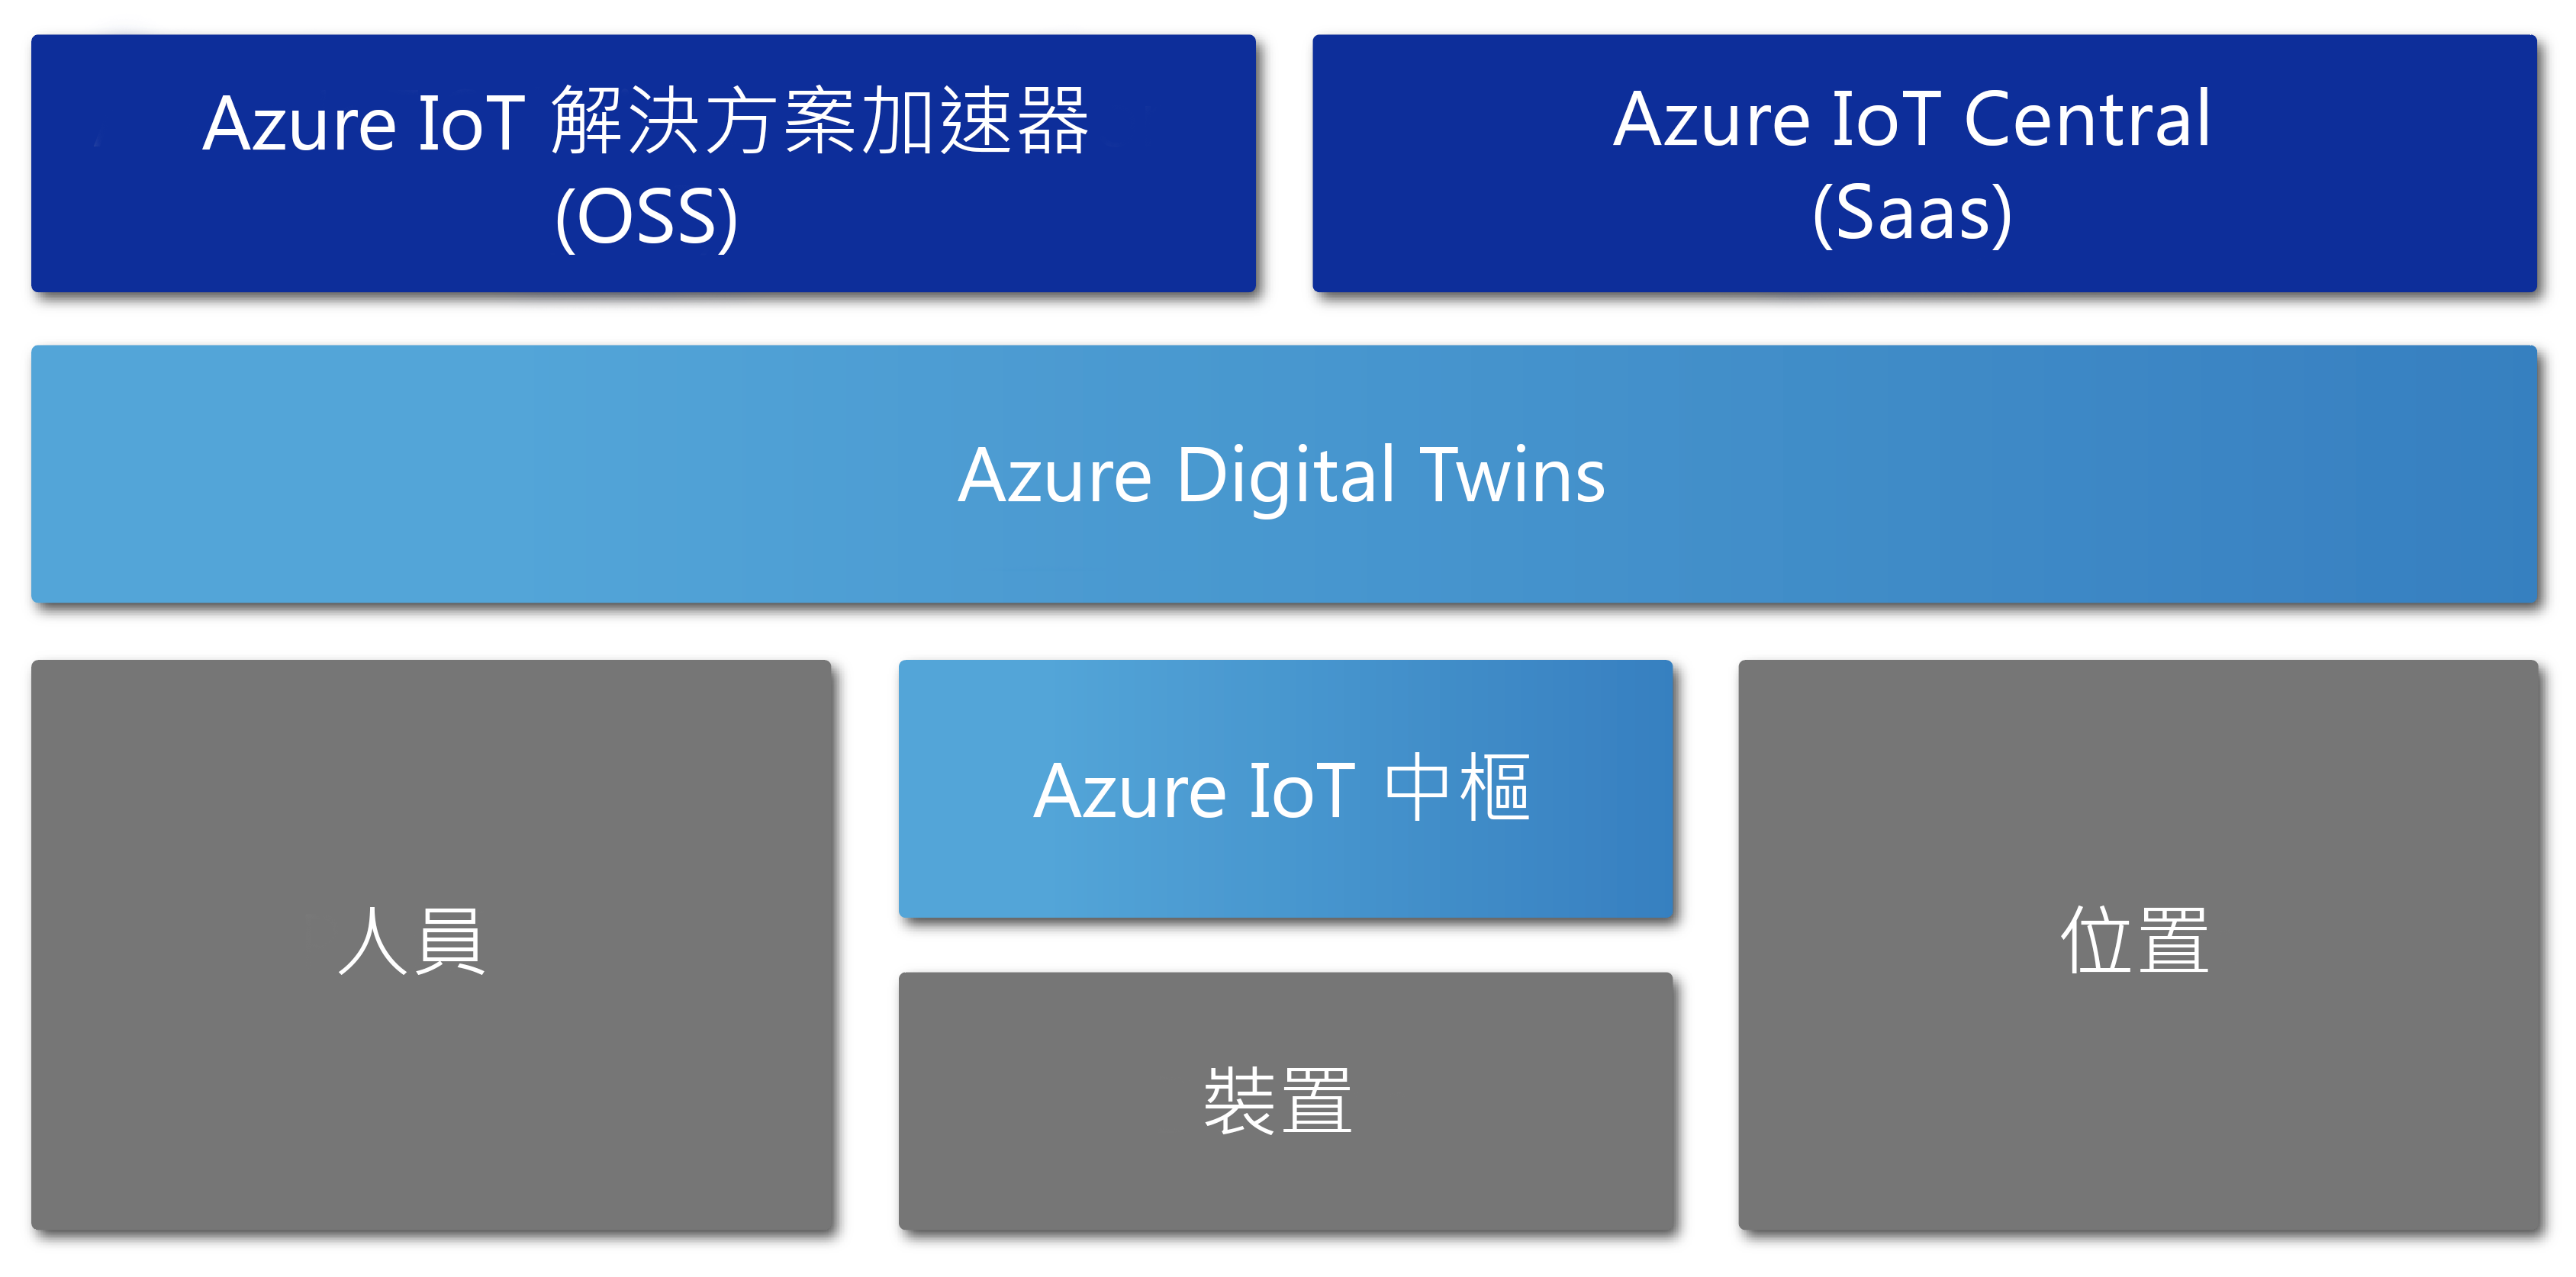 Azure IoT 解決方案加速器
(OSS)
Azure IoT Central
(Saas)
Azure Digital Twins
人員
Azure IoT 中樞
位置
裝置